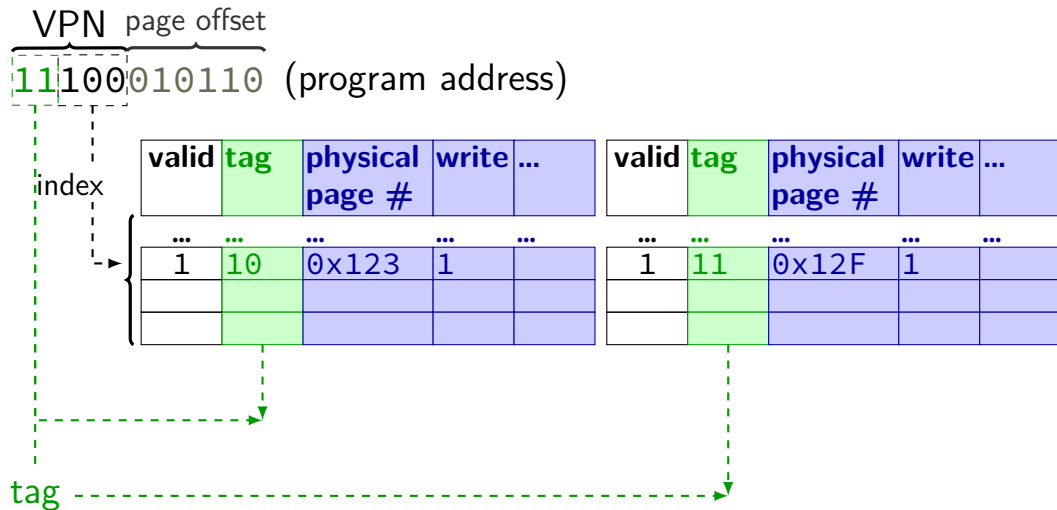 VPN page offset
11100010110 (program address)
valid tag physical page # write ... valid tag physical page # write ...
index
... ... ... ... ... ... ... ... ... ...
1 10 0x123 1 1 11 0x12F 1
tag